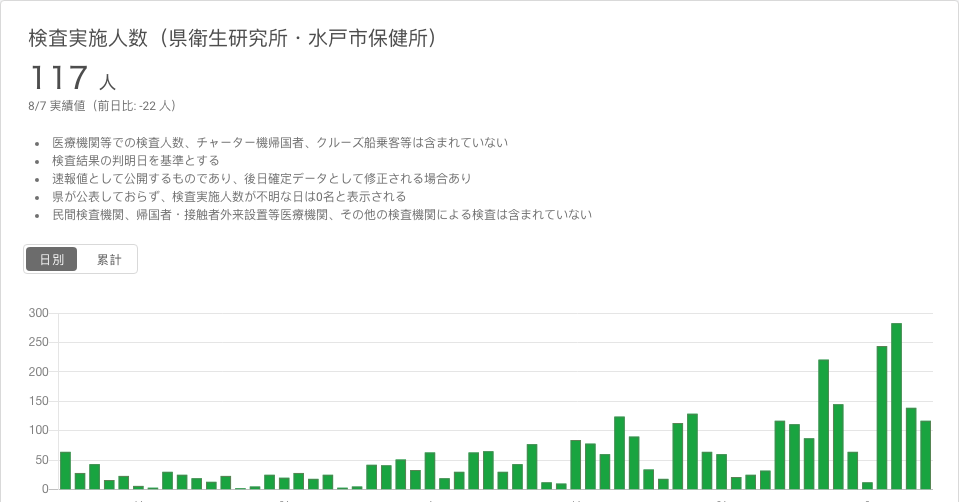 検査実施人数（県衛生研究所・水戸市保健所）
117 人
8/7 実績値（前日比: -22 人）
医療機関等での検査人数、チャーター機帰国者、クルーズ船乗客等は含まれていない
検査結果の判明日を基準とする
速報値として公開するものであり、後日確定データとして修正される場合あり
県が公表しておらず、検査実施人数が不明な日は0名と表示される
民間検査機関、帰国者・接触者外来設置等医療機関、その他の検査機関による検査は含まれていない
日別 累計
300
250
200
150
100
50
0